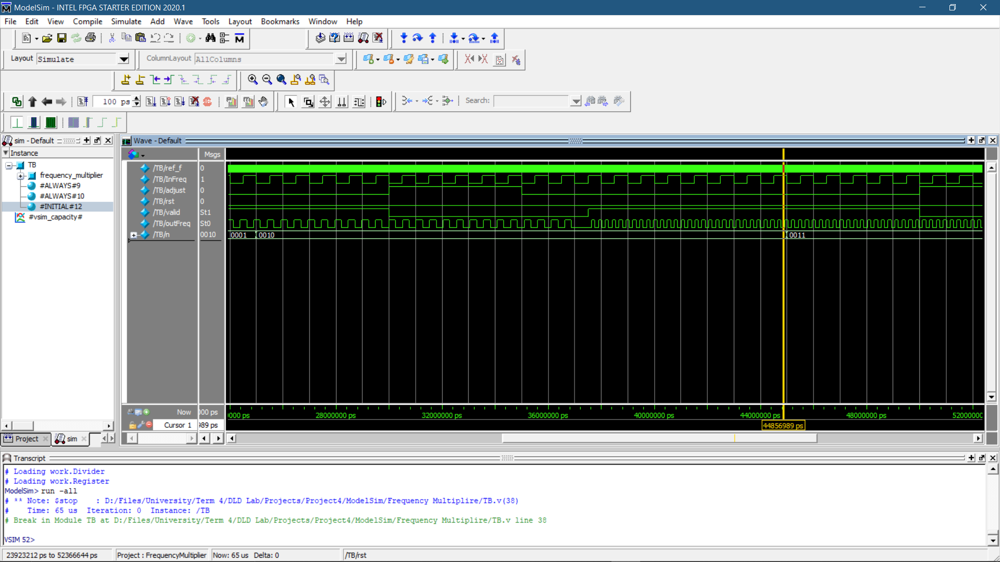 ModelSim - INTEL FPGA STARTER EDITION 2020.1
File Edit View Compile Simulate Add Wave Tools Layout Bookmarks Window Help
Layout Simulate ColumnLayout AllColumns
100 ps Search:
sim - Default
Wave - Default
Instance
Msgs
TB
frequency_multiplier
#ALWAYS#9
#ALWAYS#10
#INITIAL#12
#vsim_capacity#
/TB/ref_f 0
/TB/InFreq 1
/TB/adjust 0
/TB/rst 0
/TB/valid St1
/TB/outFreq St0
/TB/n 0010 0001 0010 0011
Now 000 ps 0000 ps 28000000 ps 32000000 ps 36000000 ps 40000000 ps 44000000 ps 48000000 ps 5200000
Cursor 1 989 ps 44856989 ps
Project sim
Transcript
# Loading work.Divider
# Loading work.Register
ModelSim> run -all
# ** Note: $stop    : D:/Files/University/Term 4/DLD Lab/Projects/Project4/ModelSim/Frequency Multiplire/TB.v(38)
#    Time: 65 us  Iteration: 0  Instance: /TB
# Break in Module TB at D:/Files/University/Term 4/DLD Lab/Projects/Project4/ModelSim/Frequency Multiplire/TB.v line 38
VSIM 52>
23923212 ps to 52366644 ps Project : FrequencyMultiplier Now: 65 us Delta: 0 /TB/rst